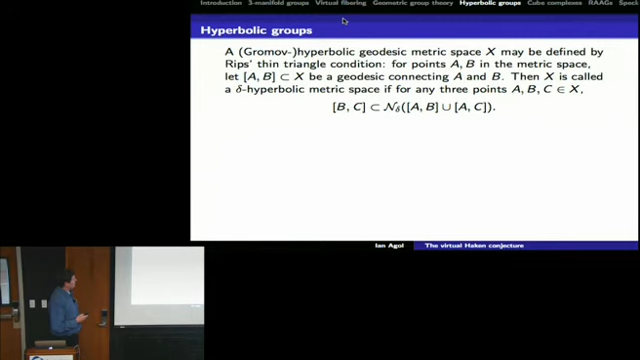 Introduction 3-manifold groups Virtual fibering Geometric group theory Hyperbolic groups Cube complexes RAAGs Speci
Hyperbolic groups
A (Gromov-)hyperbolic geodesic metric space X may be defined by
Rips' thin triangle condition: for points A, B in the metric space,
let [A, B] ⊂ X be a geodesic connecting A and B. Then X is called
a δ-hyperbolic metric space if for any three points A, B, C ∈ X,
[B, C] ⊂ 𝒩δ([A, B] ∪ [A, C]).
Ian Agol The virtual Haken conjecture